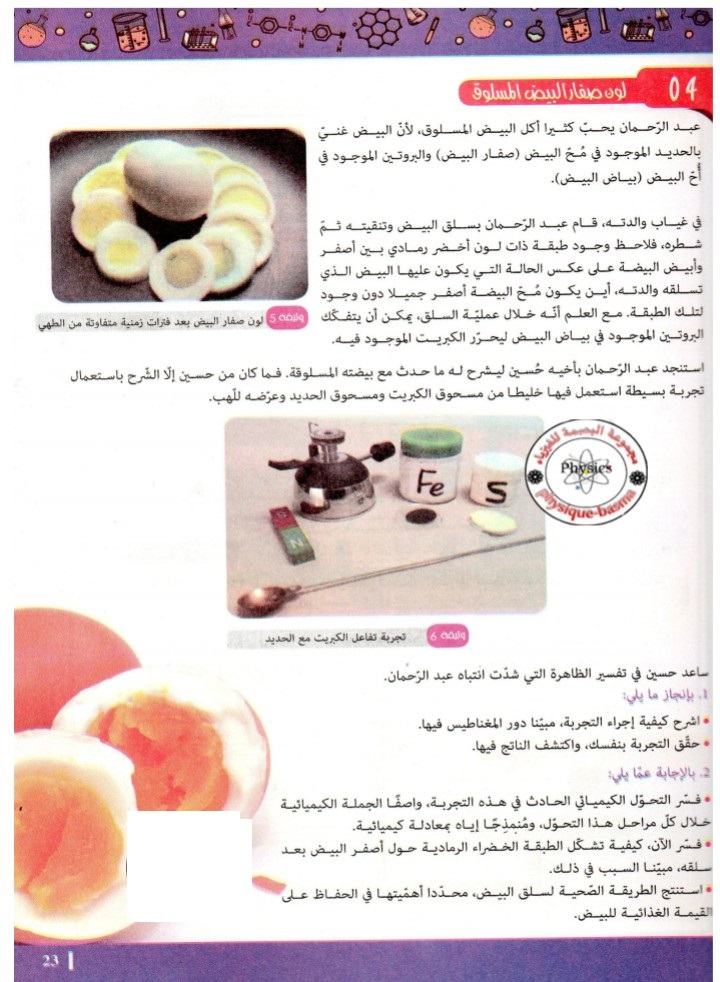 04
لون صفار البيض المسلوق
عبد الرّحمان يحبّ كثيرا أكل البيض المسلوق، لأنّ البيض غنيّ
بالحديد الموجود في مُحّ البيض (صفار البيض) والبروتين الموجود في
أُحّ البيض (بياض البيض).
في غياب والدته، قام عبد الرّحمان بسلق البيض وتنقيته ثمّ
شطره، فلاحظ وجود طبقة ذات لون أخضر رمادي بين أصفر
وأبيض البيضة على عكس الحالة التي يكون عليها البيض الذي
تسلقه والدته، أين يكون مُحّ البيضة أصفر جميلا دون وجود
لتلك الطبقة. مع العلم أنّه خلال عمليّة السلق، يمكن أن يتفكّك
البروتين الموجود في بياض البيض ليحرّر الكبريت الموجود فيه.
وثيقة 5 لون صفار البيض بعد فترات زمنية متفاوتة من الطهي
استنجد عبد الرّحمان بأخيه حُسين ليشرح له ما حدث مع بيضته المسلوقة. فما كان من حسين إلّا الشّرح باستعمال
تجربة بسيطة استعمل فيها خليطا من مسحوق الكبريت ومسحوق الحديد وعرّضه للّهب.
Fe
S
N
مجموعة البصمة للفيزياء
Physics
physique-basma
وثيقة 6 تجربة تفاعل الكبريت مع الحديد
ساعد حسين في تفسير الظاهرة التي شدّت انتباه عبد الرّحمان.
1. بإنجاز ما يلي:
• اشرح كيفية إجراء التجربة، مبيّنا دور المغناطيس فيها.
• حقّق التجربة بنفسك، واكتشف الناتج فيها.
2. بالإجابة عمّا يلي:
• فسّر التحوّل الكيميائي الحادث في هذه التجربة، واصفًا الجملة الكيميائية
خلال كلّ مراحل هذا التحوّل، ومُنمذِجًا إياه بمعادلة كيميائية.
• فسّر الآن، كيفية تشكّل الطبقة الخضراء الرمادية حول أصفر البيض بعد
سلقه، مبيّنا السبب في ذلك.
• استنتج الطريقة الصّحية لسلق البيض، محدّدا أهمّيتها في الحفاظ على
القيمة الغذائية للبيض.
23